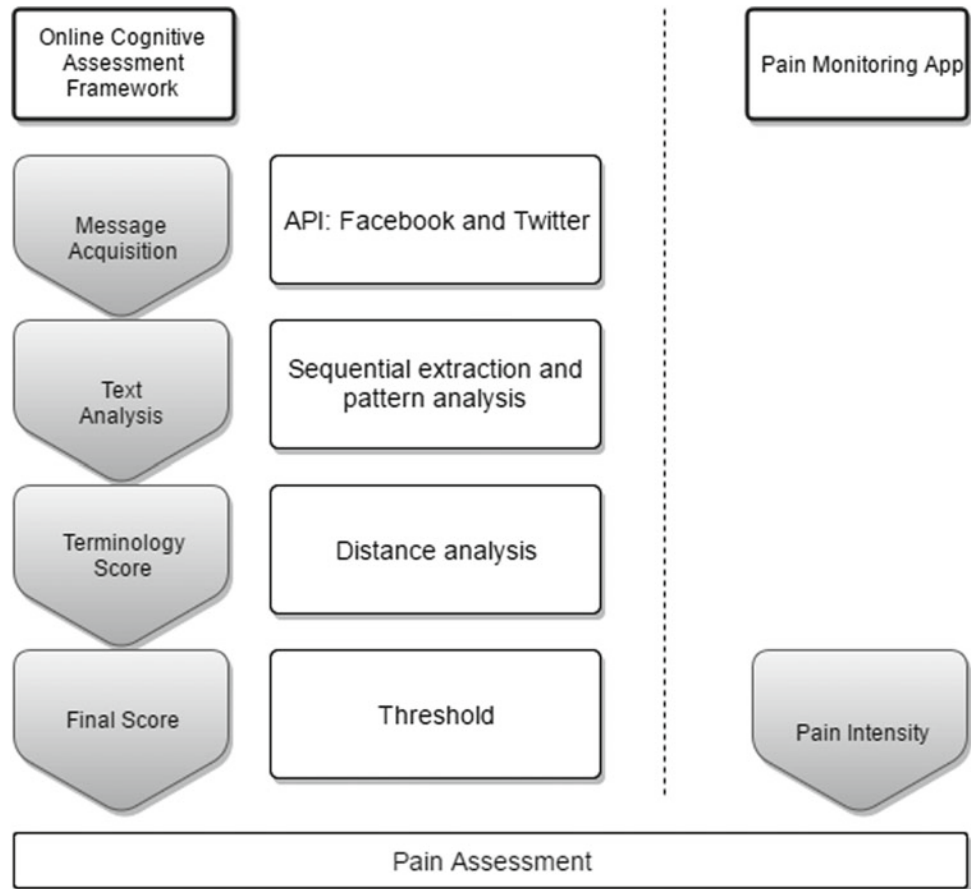 Online Cognitive
Assessment
Framework
Pain Monitoring App
Message
Acquisition
API: Facebook and Twitter
Text
Analysis
Sequential extraction and
pattern analysis
Terminology
Score
Distance analysis
Final Score
Threshold
Pain Intensity
Pain Assessment